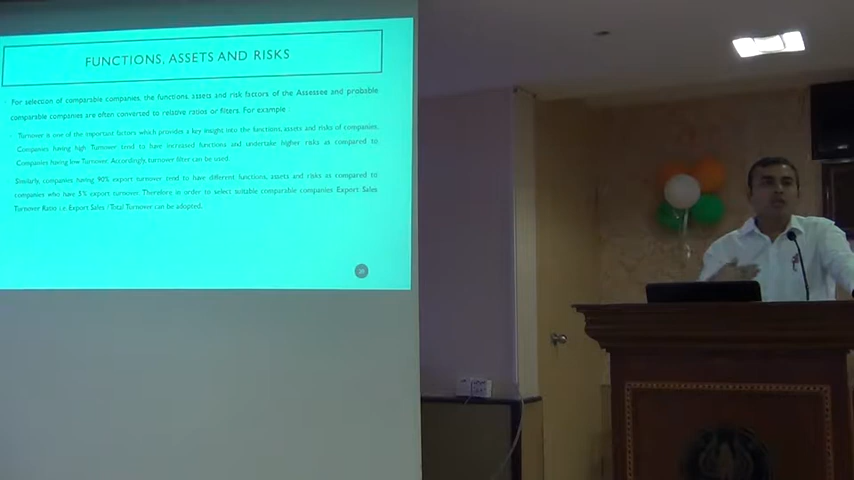 FUNCTIONS, ASSETS AND RISKS
For selection of comparable companies, the functions, assets and risk factors of the Assessee and probable
comparable companies are often converted to relative ratios or filters. For example
Turnover is one of the important factors which provides a key insight into the functions, assets and risks of companies.
Companies having high Turnover tend to have increased functions and undertake higher risks as compared to
Companies having low Turnover. Accordingly, turnover filter can be used.
Similarly, companies having 90% export turnover tend to have different functions, assets and risks as compared to
companies who have 5% export turnover. Therefore in order to select suitable comparable companies Export Sales
Turnover Ratio i.e. Export Sales / Total Turnover can be adopted.